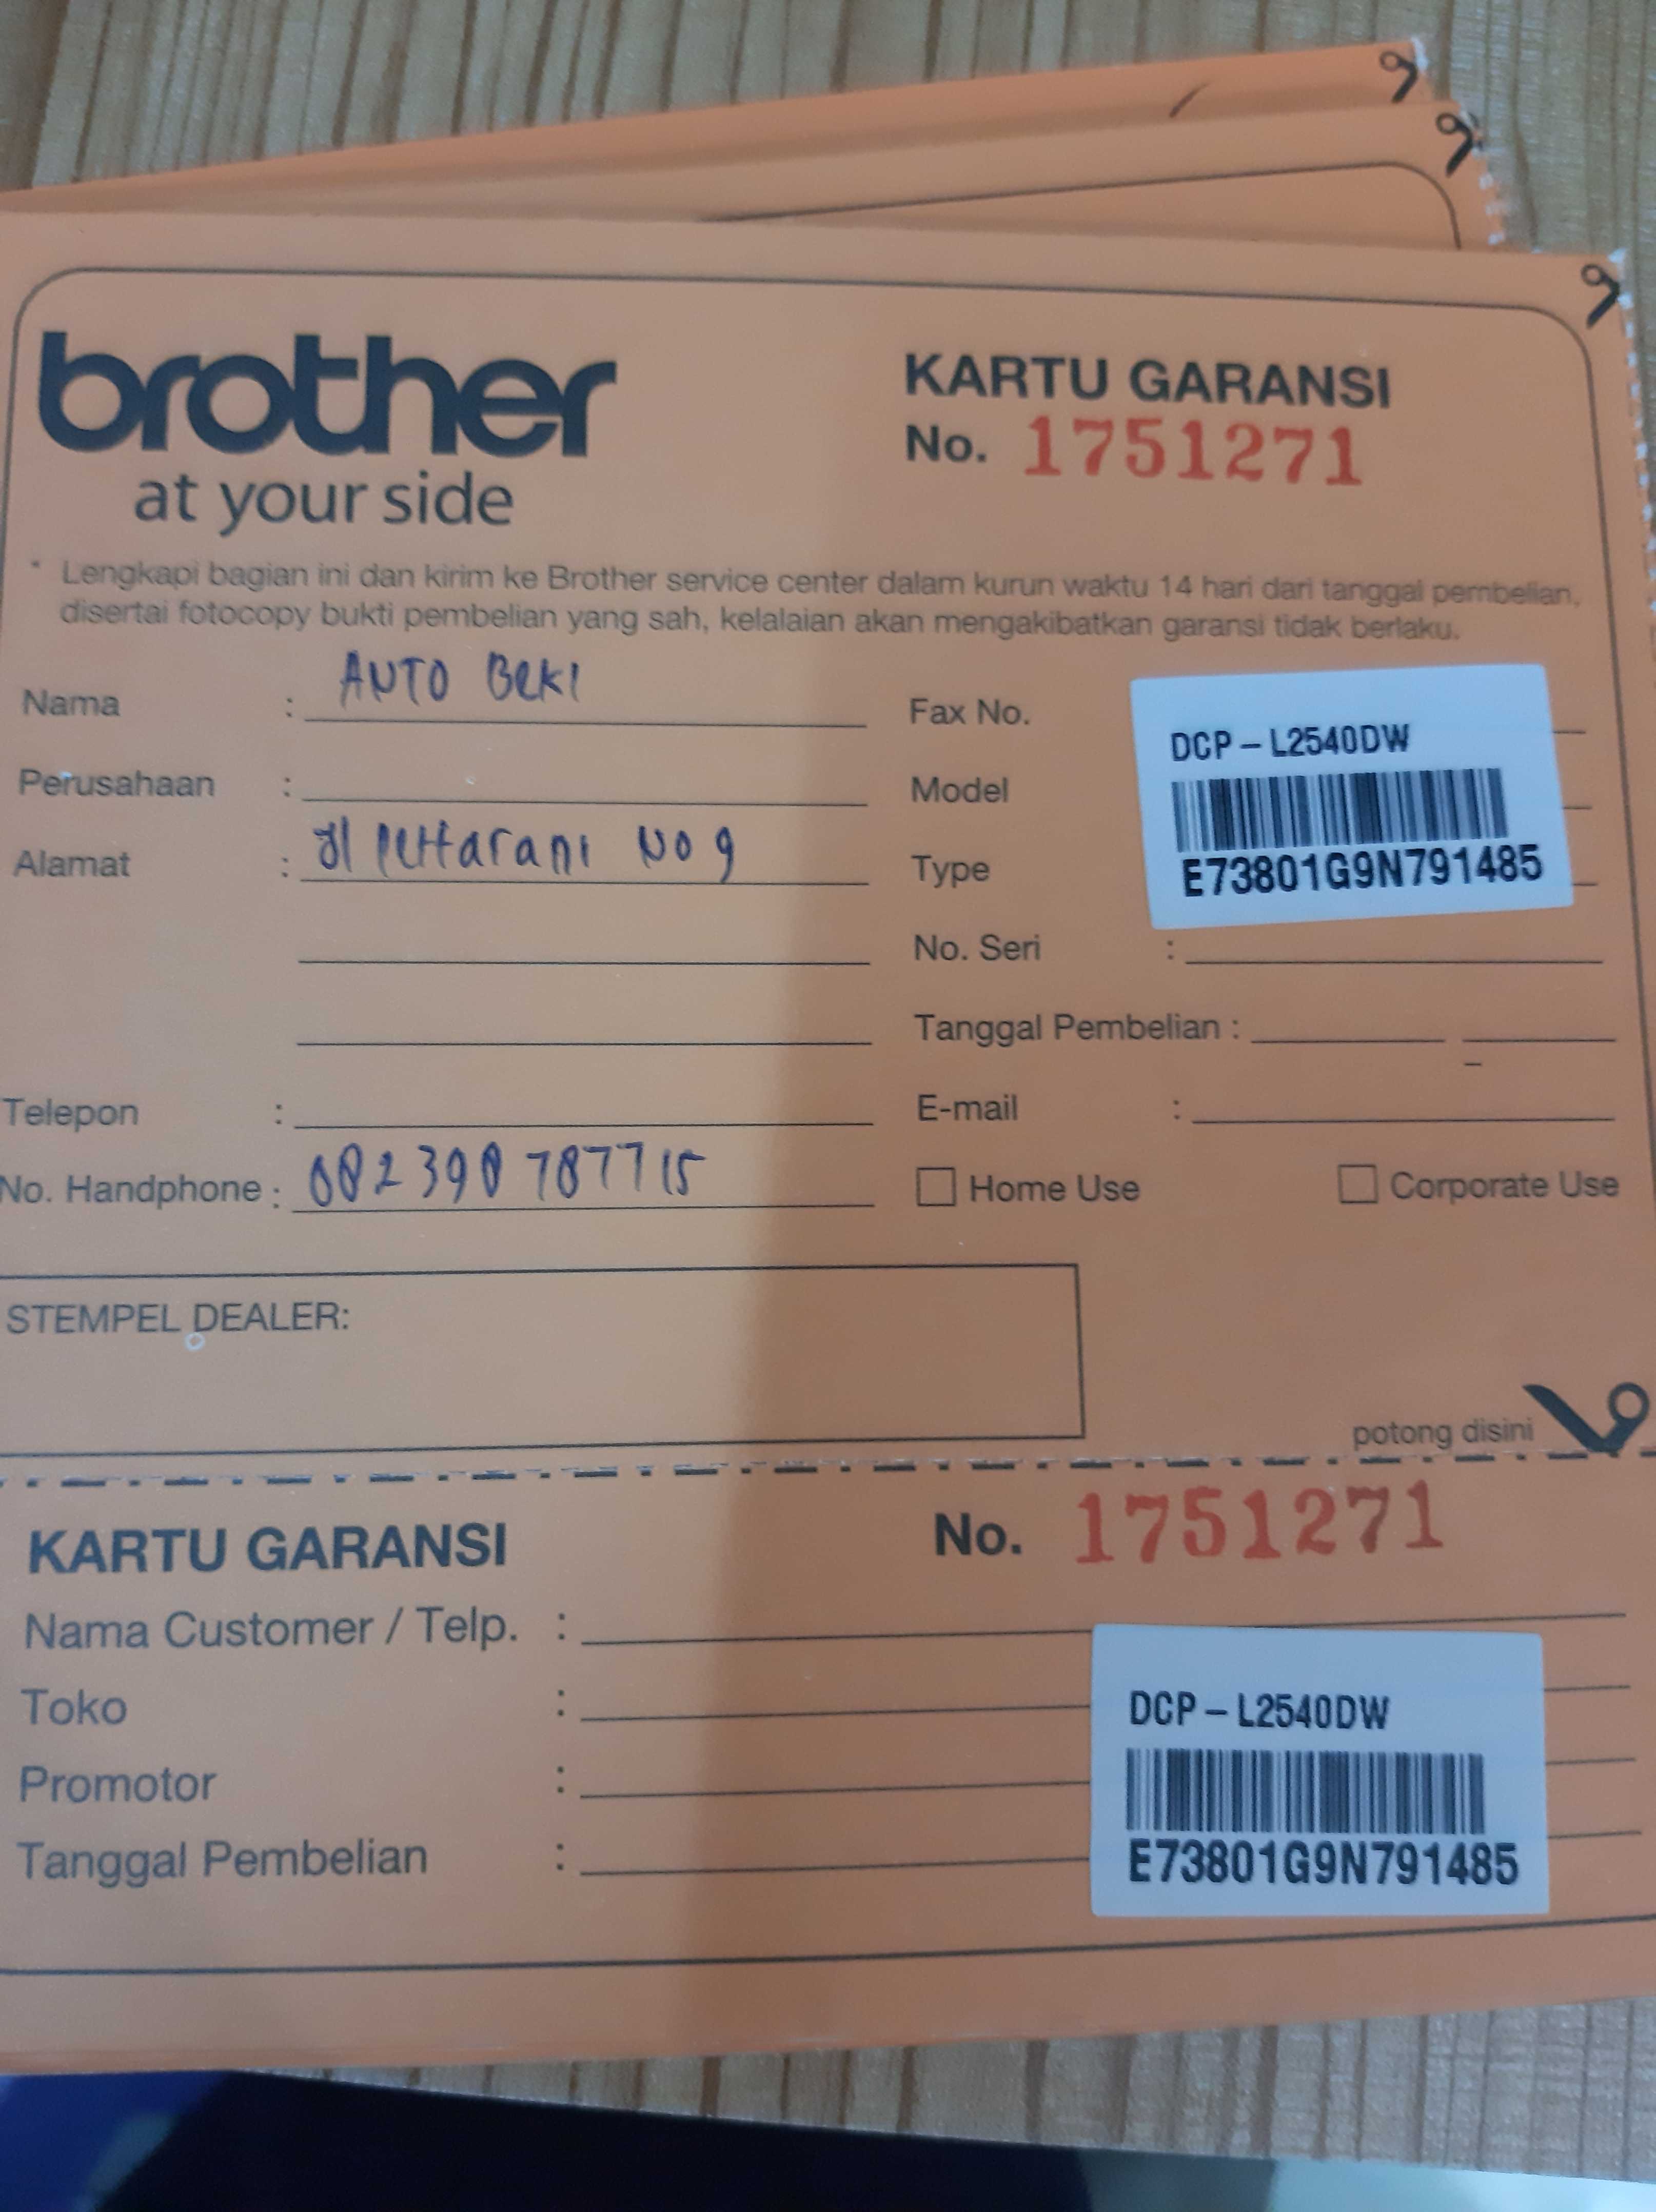 brother
at your side
KARTU GARANSI
No. 1751271
* Lengkapi bagian ini dan kirim ke Brother service center dalam kurun waktu 14 hari dari tanggal pembelian,
disertai fotocopy bukti pembelian yang sah, kelalaian akan mengakibatkan garansi tidak berlaku.
Nama : ANTO BEKI
Perusahaan :
Alamat : Jl Pettarani No 9
Telepon :
No. Handphone : 082390787715
Fax No.
Model
Type
DCP – L2540DW
E73801G9N791485
No. Seri :
Tanggal Pembelian :
E-mail :
Home Use Corporate Use
STEMPEL DEALER:
potong disini
KARTU GARANSI No. 1751271
Nama Customer / Telp. :
Toko :
Promotor :
Tanggal Pembelian :
DCP – L2540DW
E73801G9N791485